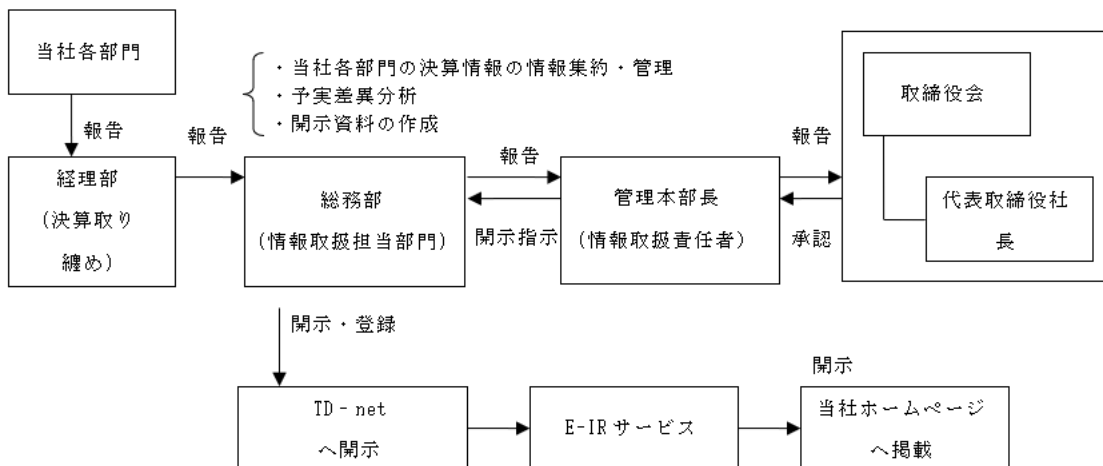 当社各部門
報告
経理部
(決算取り
纏め)
報告
・当社各部門の決算情報の情報集約・管理
・予実差異分析
・開示資料の作成
総務部
(情報取扱担当部門)
報告
開示指示
管理本部長
(情報取扱責任者)
報告
承認
取締役会
代表取締役社
長
開示・登録
TD‐net
へ開示
E-IRサービス
開示
当社ホームページ
へ掲載